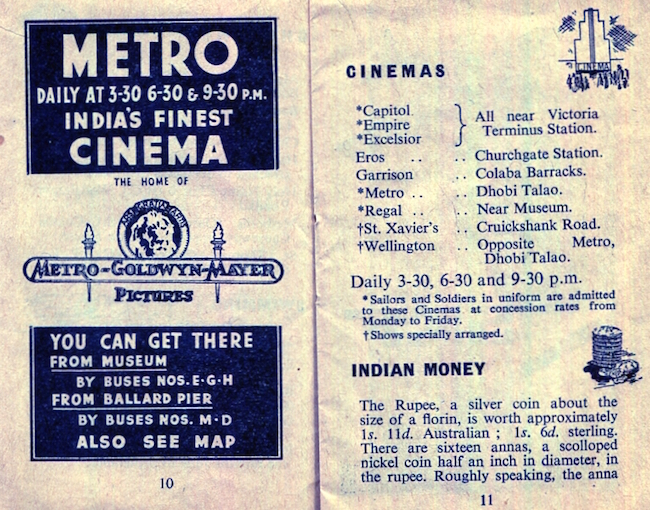 METRO
DAILY AT 3-30 6-30 & 9-30 P.M.
INDIA'S FINEST
CINEMA
THE HOME OF
ARS GRATIA ARTIS
METRO-GOLDWYN-MAYER
PICTURES
YOU CAN GET THERE
FROM MUSEUM
BY BUSES NOS. E-G-H
FROM BALLARD PIER
BY BUSES NOS. M-D
ALSO SEE MAP
10
CINEMA
CINEMAS
*Capitol
*Empire
*Excelsior
} All near Victoria
Terminus Station.
Eros .. .. Churchgate Station.
Garrison .. Colaba Barracks.
*Metro .. .. Dhobi Talao.
*Regal .. .. Near Museum.
†St. Xavier's .. Cruickshank Road.
†Wellington .. Opposite Metro,
Dhobi Talao.
Daily 3-30, 6-30 and 9-30 p.m.
*Sailors and Soldiers in uniform are admitted
to these Cinemas at concession rates from
Monday to Friday.
†Shows specially arranged.
INDIAN MONEY
The Rupee, a silver coin about the
size of a florin, is worth approximately
1s. 11d. Australian ; 1s. 6d. sterling.
There are sixteen annas, a scolloped
nickel coin half an inch in diameter, in
the rupee. Roughly speaking, the anna
11